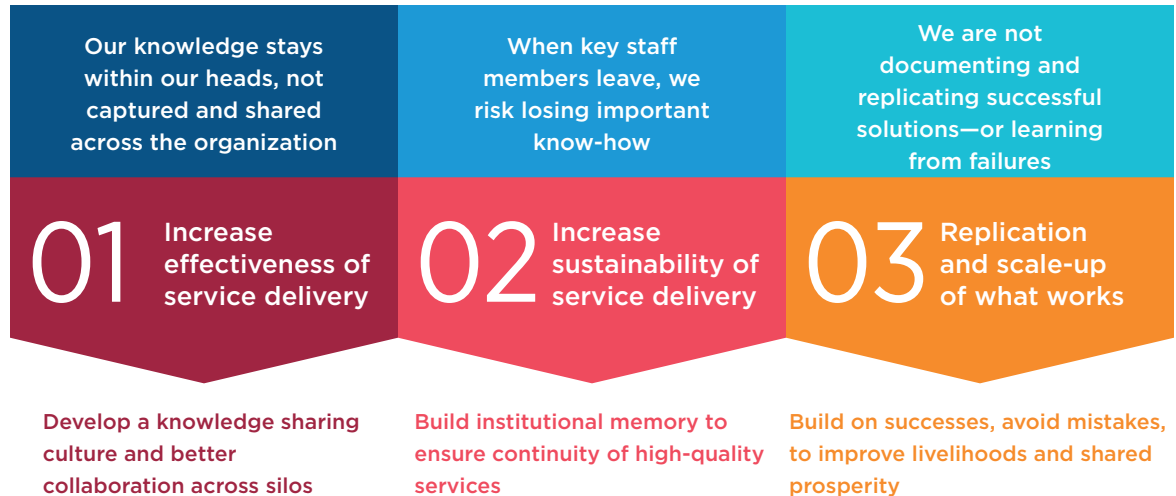 Our knowledge stays
within our heads, not
captured and shared
across the organization
When key staff
members leave, we
risk losing important
know-how
We are not
documenting and
replicating successful
solutions—or learning
from failures
01
Increase
effectiveness of
service delivery
02
Increase
sustainability of
service delivery
03
Replication
and scale-up
of what works
Develop a knowledge sharing
culture and better
collaboration across silos
Build institutional memory to
ensure continuity of high-quality
services
Build on successes, avoid mistakes,
to improve livelihoods and shared
prosperity